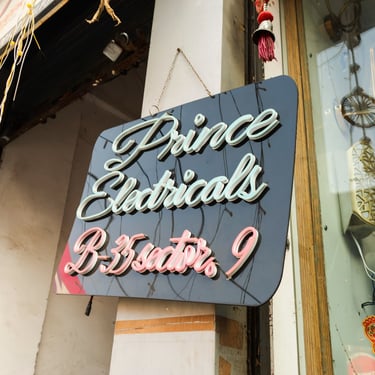 Prince
Electricals
B-35 sector, 9